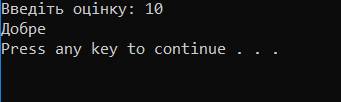 Введіть оцінку: 10
Добре
Press any key to continue . . .